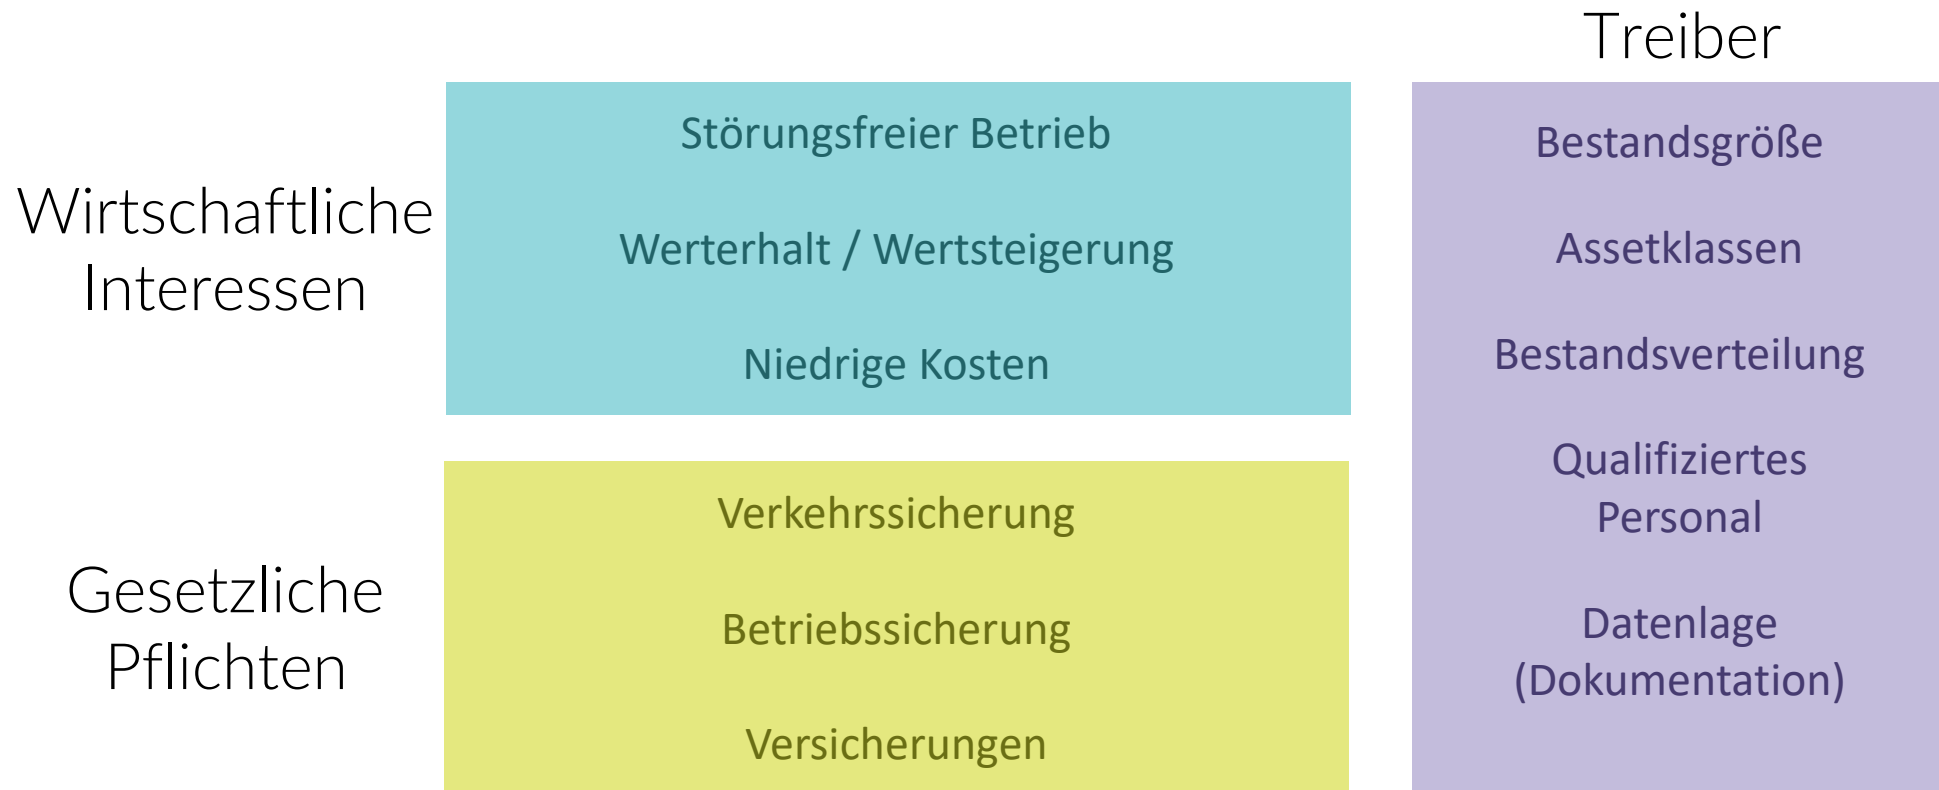 Treiber
Wirtschaftliche
Interessen
Störungsfreier Betrieb
Werterhalt / Wertsteigerung
Niedrige Kosten
Gesetzliche
Pflichten
Verkehrssicherung
Betriebssicherung
Versicherungen
Bestandsgröße
Assetklassen
Bestandsverteilung
Qualifiziertes
Personal
Datenlage
(Dokumentation)